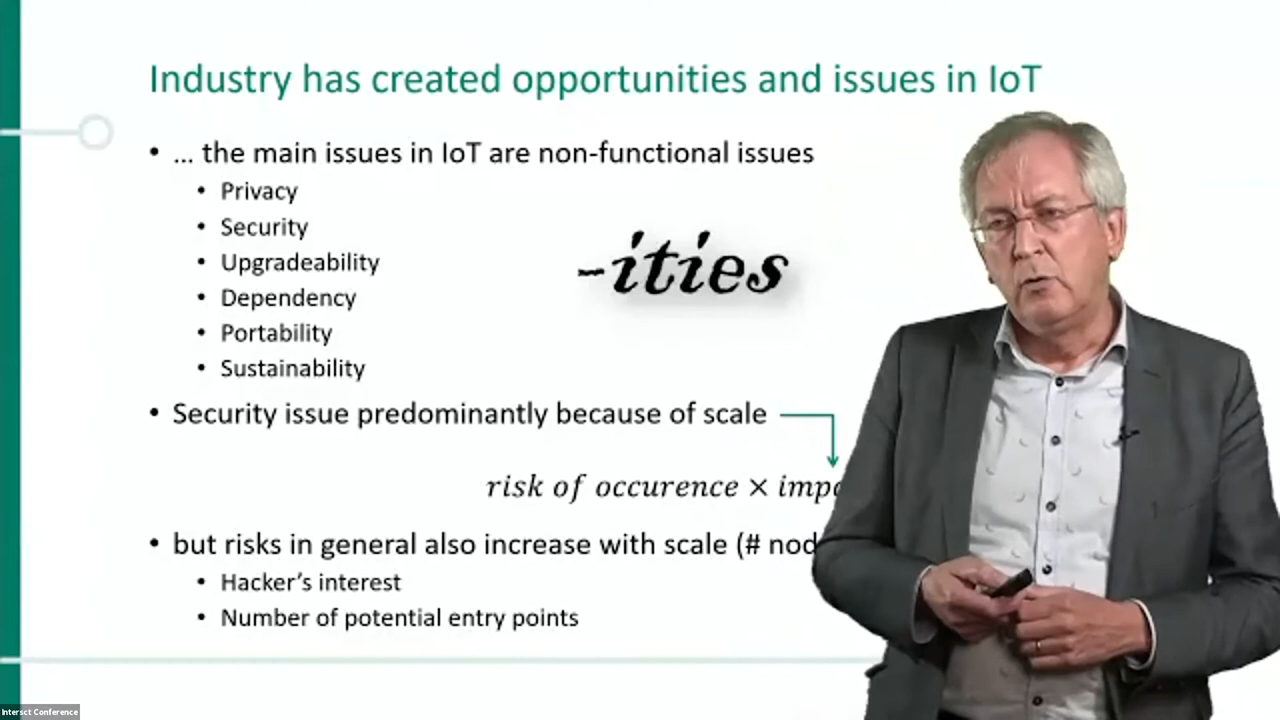 Industry has created opportunities and issues in IoT
• ... the main issues in IoT are non-functional issues
• Privacy
• Security
• Upgradeability
• Dependency
• Portability
• Sustainability
-ities
• Security issue predominantly because of scale
risk of occurence ×
• but risks in general also increase with scale (#
• Hacker's interest
• Number of potential entry points
Intersct Conference